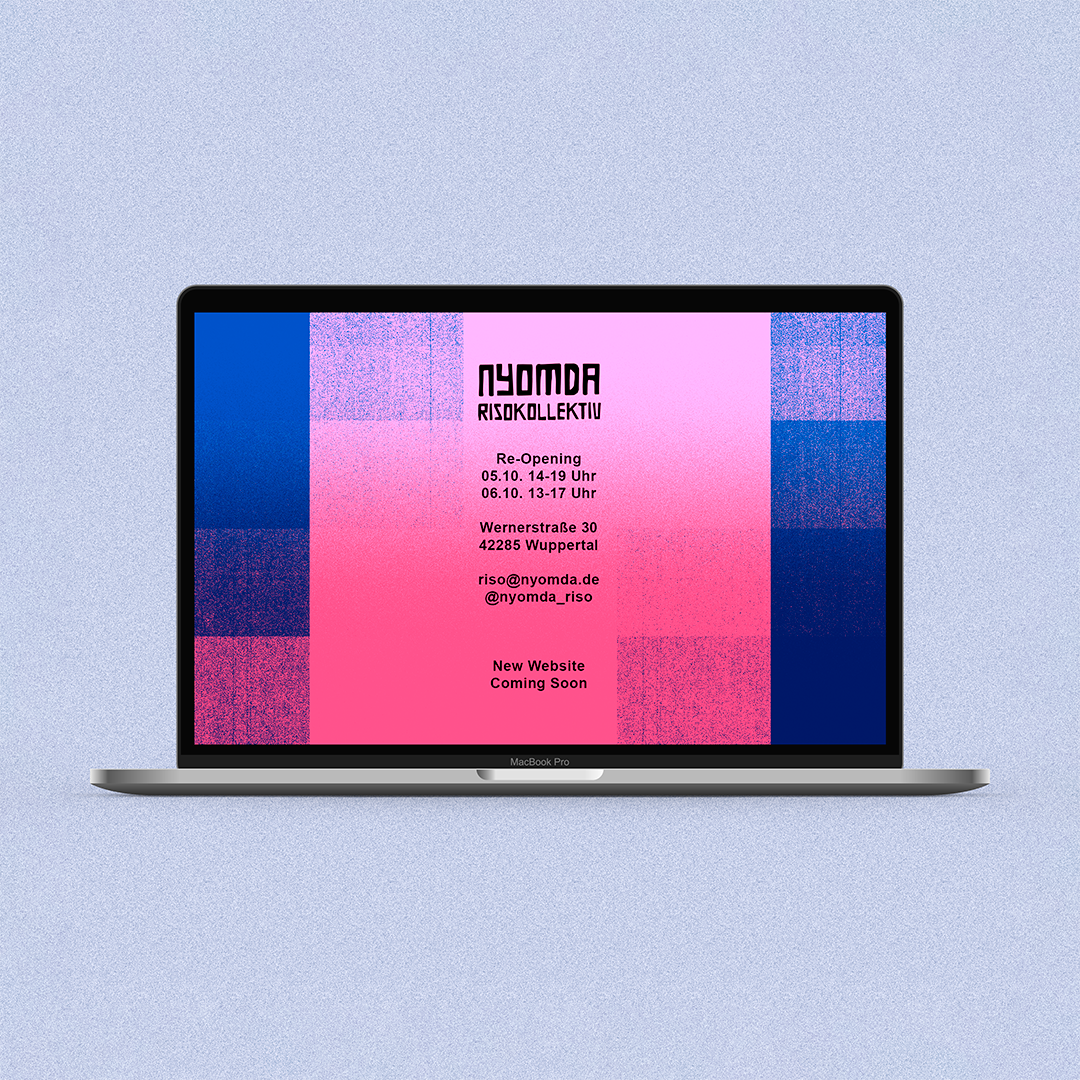 NYOMDA
RISOKOLLEKTIV
Re-Opening
05.10. 14-19 Uhr
06.10. 13-17 Uhr
Wernerstraße 30
42285 Wuppertal
riso@nyomda.de
@nyomda_riso
New Website
Coming Soon
MacBook Pro